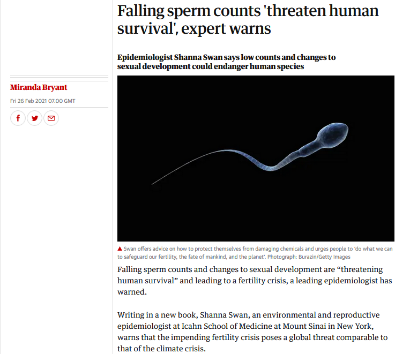 Falling sperm counts 'threaten human
survival', expert warns
Epidemiologist Shanna Swan says low counts and changes to
sexual development could endanger human species
Miranda Bryant
Fri 26 Feb 2021 07.00 GMT
Swan offers advice on how to protect themselves from damaging chemicals and urges people to 'do what we can
to safeguard our fertility, the fate of mankind, and the planet'. Photograph: Burazin/Getty Images
Falling sperm counts and changes to sexual development are “threatening
human survival” and leading to a fertility crisis, a leading epidemiologist has
warned.
Writing in a new book, Shanna Swan, an environmental and reproductive
epidemiologist at Icahn School of Medicine at Mount Sinai in New York,
warns that the impending fertility crisis poses a global threat comparable to
that of the climate crisis.